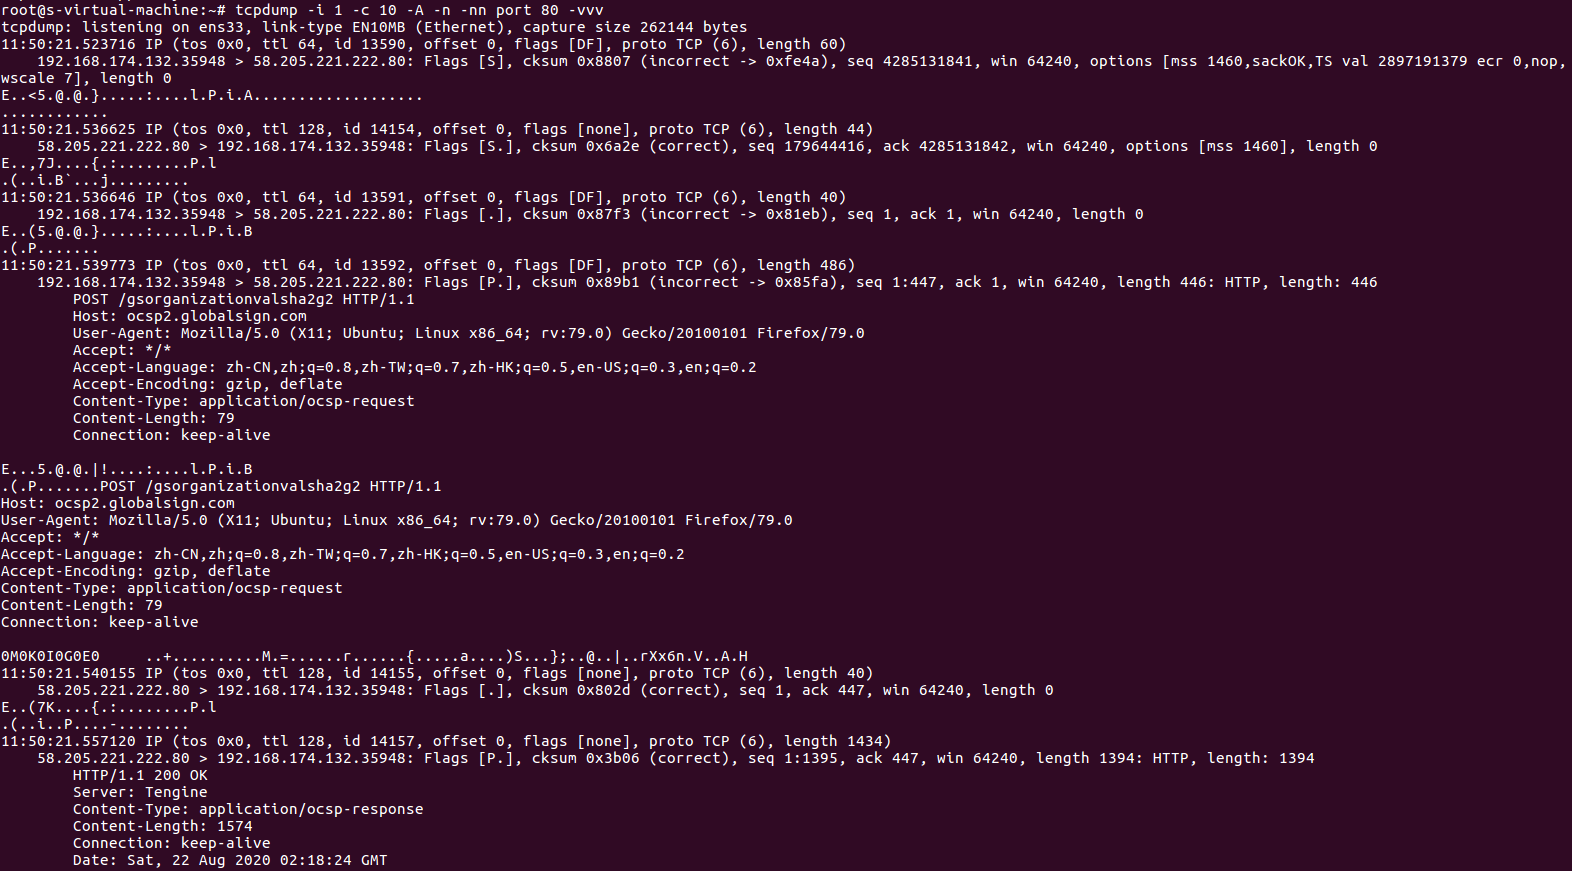 root@s-virtual-machine:~# tcpdump -i 1 -c 10 -A -n -nn port 80 -vvv
tcpdump: listening on ens33, link-type EN10MB (Ethernet), capture size 262144 bytes
11:50:21.523716 IP (tos 0x0, ttl 64, id 13590, offset 0, flags [DF], proto TCP (6), length 60)
    192.168.174.132.35948 > 58.205.221.222.80: Flags [S], cksum 0x8807 (incorrect -> 0xfe4a), seq 4285131841, win 64240, options [mss 1460,sackOK,TS val 2897191379 ecr 0,nop,
wscale 7], length 0
E..<5.@.@.}.....:....l.P.i.A...................
............
11:50:21.536625 IP (tos 0x0, ttl 128, id 14154, offset 0, flags [none], proto TCP (6), length 44)
    58.205.221.222.80 > 192.168.174.132.35948: Flags [S.], cksum 0x6a2e (correct), seq 179644416, ack 4285131842, win 64240, options [mss 1460], length 0
E..,7J....{.:........P.l
.(..i.B`...j.........
11:50:21.536646 IP (tos 0x0, ttl 64, id 13591, offset 0, flags [DF], proto TCP (6), length 40)
    192.168.174.132.35948 > 58.205.221.222.80: Flags [.], cksum 0x87f3 (incorrect -> 0x81eb), seq 1, ack 1, win 64240, length 0
E..(5.@.@.}.....:....l.P.i.B
.(.P.......
11:50:21.539773 IP (tos 0x0, ttl 64, id 13592, offset 0, flags [DF], proto TCP (6), length 486)
    192.168.174.132.35948 > 58.205.221.222.80: Flags [P.], cksum 0x89b1 (incorrect -> 0x85fa), seq 1:447, ack 1, win 64240, length 446: HTTP, length: 446
        POST /gsorganizationvalsha2g2 HTTP/1.1
        Host: ocsp2.globalsign.com
        User-Agent: Mozilla/5.0 (X11; Ubuntu; Linux x86_64; rv:79.0) Gecko/20100101 Firefox/79.0
        Accept: */*
        Accept-Language: zh-CN,zh;q=0.8,zh-TW;q=0.7,zh-HK;q=0.5,en-US;q=0.3,en;q=0.2
        Accept-Encoding: gzip, deflate
        Content-Type: application/ocsp-request
        Content-Length: 79
        Connection: keep-alive

E...5.@.@.|!....:....l.P.i.B
.(.P.......POST /gsorganizationvalsha2g2 HTTP/1.1
Host: ocsp2.globalsign.com
User-Agent: Mozilla/5.0 (X11; Ubuntu; Linux x86_64; rv:79.0) Gecko/20100101 Firefox/79.0
Accept: */*
Accept-Language: zh-CN,zh;q=0.8,zh-TW;q=0.7,zh-HK;q=0.5,en-US;q=0.3,en;q=0.2
Accept-Encoding: gzip, deflate
Content-Type: application/ocsp-request
Content-Length: 79
Connection: keep-alive

0M0K0I0G0E0     ..+..........M.=......r......{.....a....)S...};..@..|..rXx6n.V..A.H
11:50:21.540155 IP (tos 0x0, ttl 128, id 14155, offset 0, flags [none], proto TCP (6), length 40)
    58.205.221.222.80 > 192.168.174.132.35948: Flags [.], cksum 0x802d (correct), seq 1, ack 447, win 64240, length 0
E..(7K....{.:........P.l
.(..i..P....-........
11:50:21.557120 IP (tos 0x0, ttl 128, id 14157, offset 0, flags [none], proto TCP (6), length 1434)
    58.205.221.222.80 > 192.168.174.132.35948: Flags [P.], cksum 0x3b06 (correct), seq 1:1395, ack 447, win 64240, length 1394: HTTP, length: 1394
        HTTP/1.1 200 OK
        Server: Tengine
        Content-Type: application/ocsp-response
        Content-Length: 1574
        Connection: keep-alive
        Date: Sat, 22 Aug 2020 02:18:24 GMT